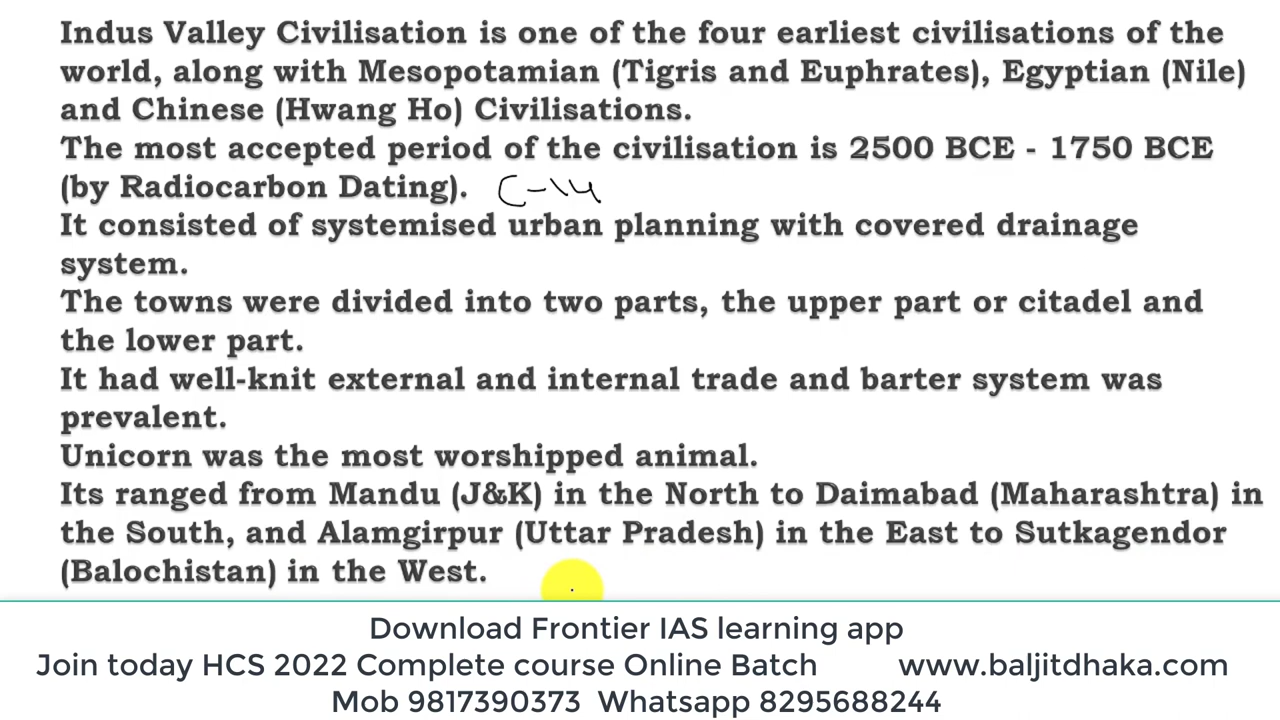 Indus Valley Civilisation is one of the four earliest civilisations of the
world, along with Mesopotamian (Tigris and Euphrates), Egyptian (Nile)
and Chinese (Hwang Ho) Civilisations.
The most accepted period of the civilisation is 2500 BCE - 1750 BCE
(by Radiocarbon Dating). C-14
It consisted of systemised urban planning with covered drainage
system.
The towns were divided into two parts, the upper part or citadel and
the lower part.
It had well-knit external and internal trade and barter system was
prevalent.
Unicorn was the most worshipped animal.
Its ranged from Mandu (J&K) in the North to Daimabad (Maharashtra) in
the South, and Alamgirpur (Uttar Pradesh) in the East to Sutkagendor
(Balochistan) in the West.
Download Frontier IAS learning app
Join today HCS 2022 Complete course Online Batch www.baljitdhaka.com
Mob 9817390373 Whatsapp 8295688244